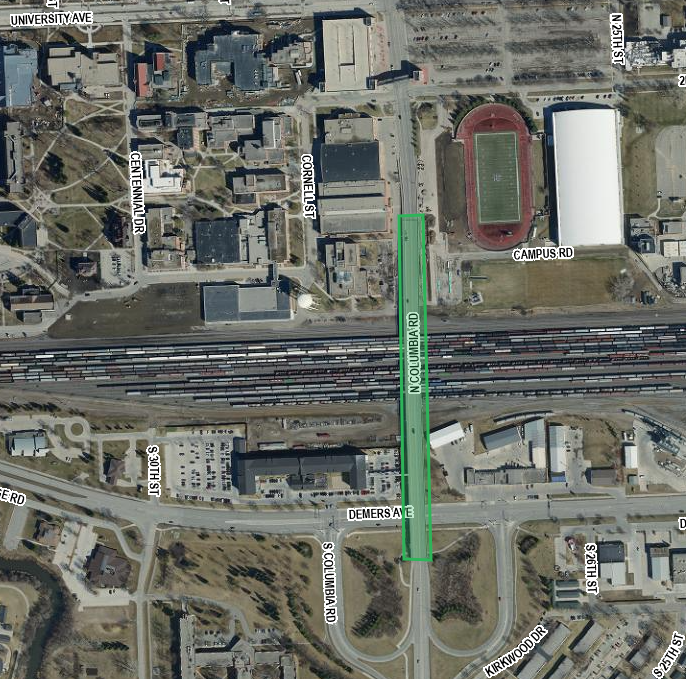 UNIVERSITY AVE
N 25TH ST
CENTENNIAL DR
CORNELL ST
CAMPUS RD
N COLUMBIA RD
S 30TH ST
DEMERS AVE
S COLUMBIA RD
S 26TH ST
KIRKWOOD DR
S 25TH ST